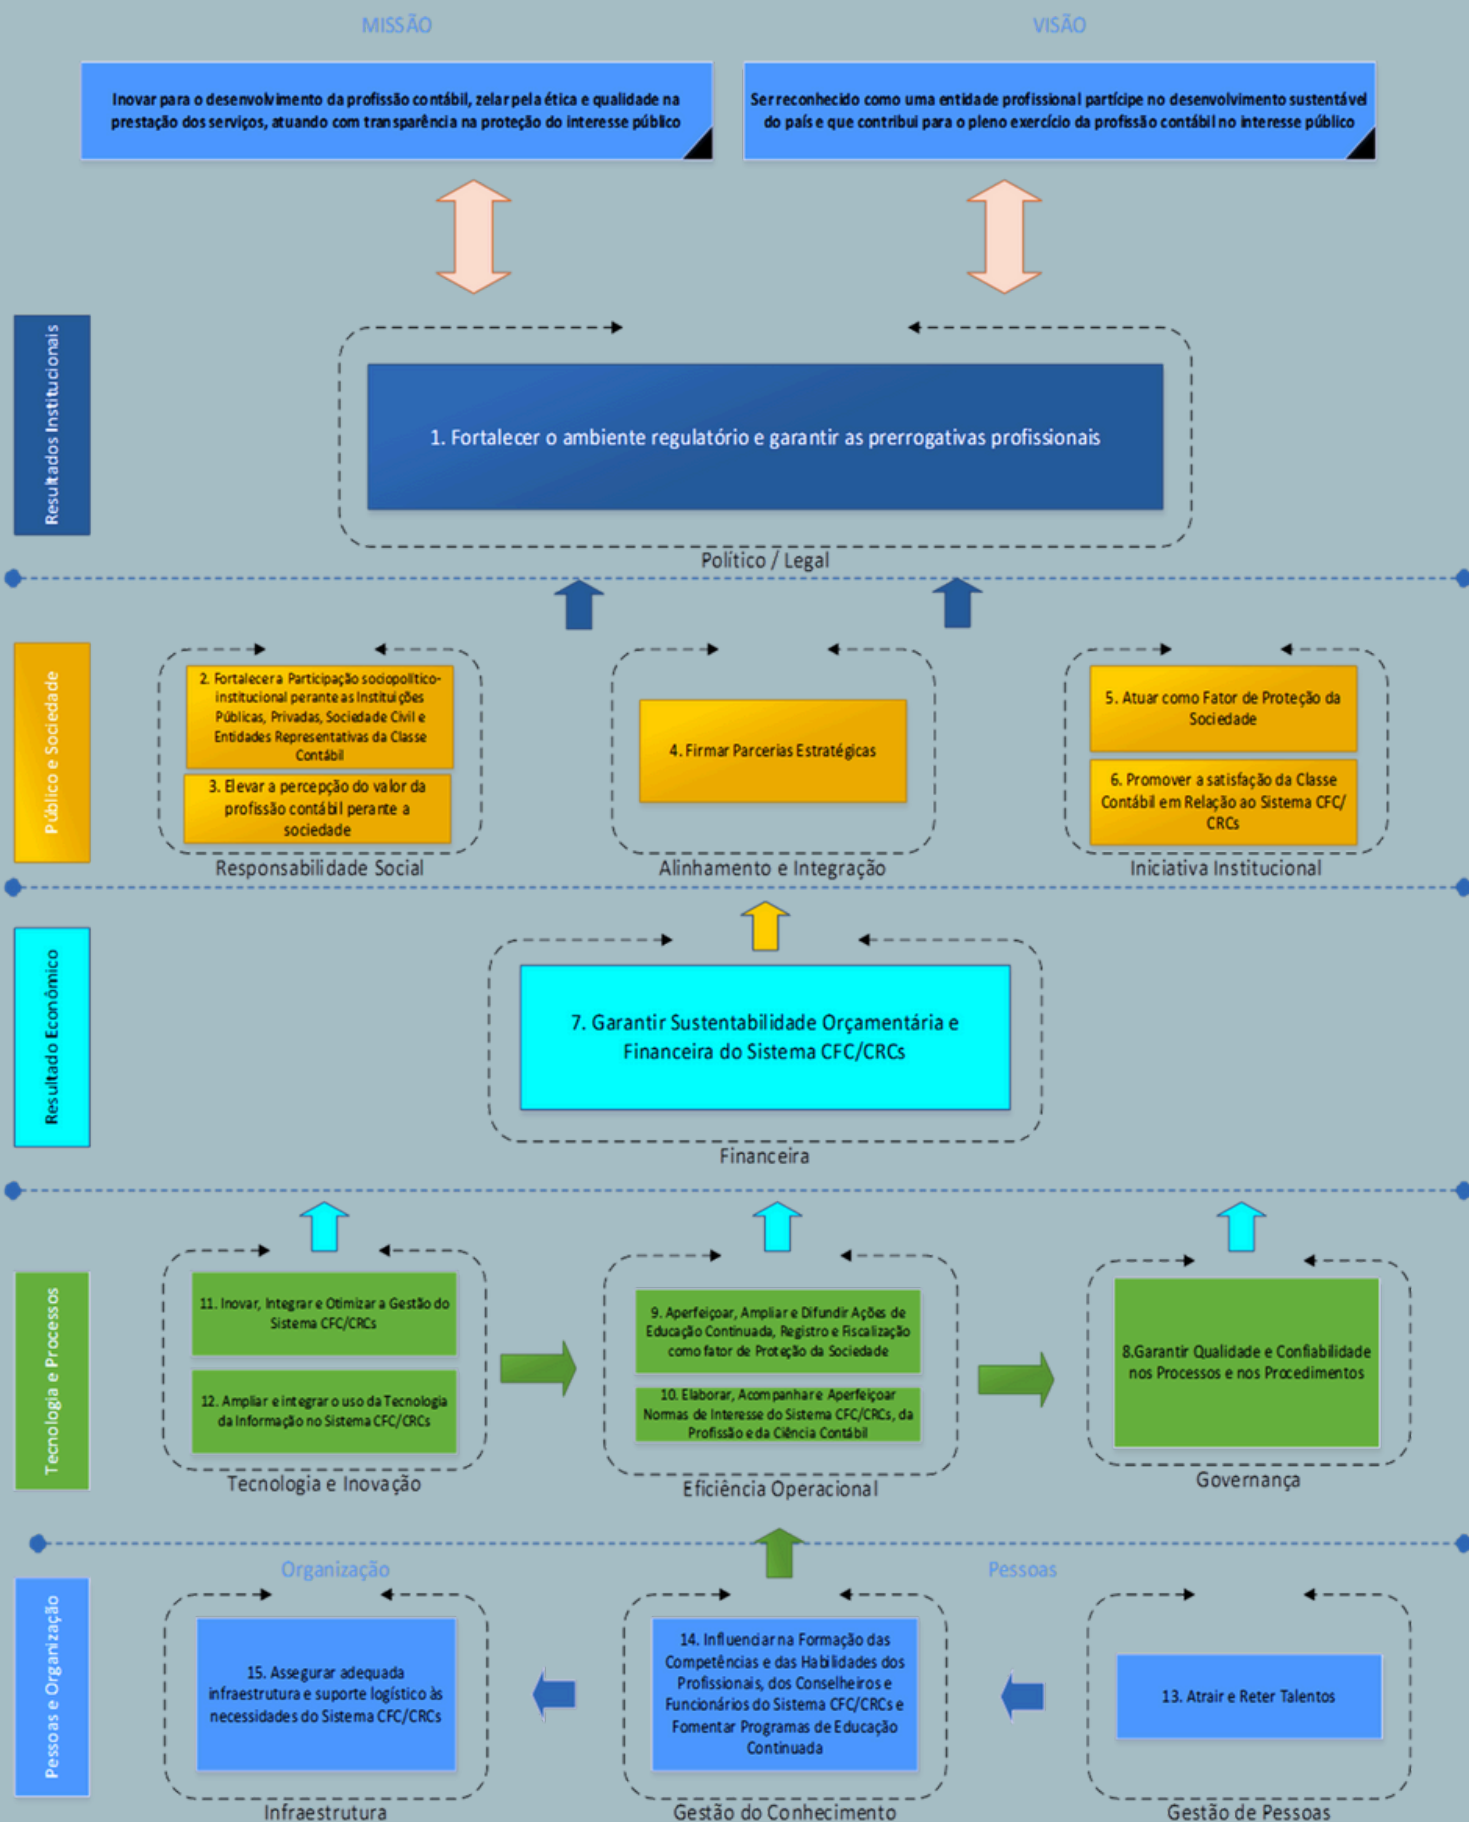 MISSÃO
VISÃO
Inovar para o desenvolvimento da profissão contábil, zelar pela ética e qualidade na
prestação dos serviços, atuando com transparência na proteção do interesse público
Ser reconhecido como uma entidade profissional partícipe no desenvolvimento sustentável
do país e que contribui para o pleno exercício da profissão contábil no interesse público
Resultados Institucionais
1. Fortalecer o ambiente regulatório e garantir as prerrogativas profissionais
Político / Legal
Público e Sociedade
2. Fortalecer a Participação sociopolítico-
institucional perante as Instituições
Públicas, Privadas, Sociedade Civil e
Entidades Representativas da Classe
Contábil
3. Elevar a percepção do valor da
profissão contábil perante a
sociedade
Responsabilidade Social
4. Firmar Parcerias Estratégicas
Alinhamento e Integração
5. Atuar como Fator de Proteção da
Sociedade
6. Promover a satisfação da Classe
Contábil em Relação ao Sistema CFC/
CRCs
Iniciativa Institucional
Resultado Econômico
7. Garantir Sustentabilidade Orçamentária e
Financeira do Sistema CFC/CRCs
Financeira
Tecnologia e Processos
11. Inovar, Integrar e Otimizar a Gestão do
Sistema CFC/CRCs
12. Ampliar e integrar o uso da Tecnologia
da Informação no Sistema CFC/CRCs
Tecnologia e Inovação
9. Aperfeiçoar, Ampliar e Difundir Ações de
Educação Continuada, Registro e Fiscalização
como fator de Proteção da Sociedade
10. Elaborar, Acompanhar e Aperfeiçoar
Normas de Interesse do Sistema CFC/CRCs, da
Profissão e da Ciência Contábil
Eficiência Operacional
8.Garantir Qualidade e Confiabilidade
nos Processos e nos Procedimentos
Governança
Organização
Pessoas
Pessoas e Organização
15. Assegurar adequada
infraestrutura e suporte logístico às
necessidades do Sistema CFC/CRCs
Infraestrutura
14. Influenciar na Formação das
Competências e das Habilidades dos
Profissionais, dos Conselheiros e
Funcionários do Sistema CFC/CRCs e
Fomentar Programas de Educação
Continuada
Gestão do Conhecimento
13. Atrair e Reter Talentos
Gestão de Pessoas